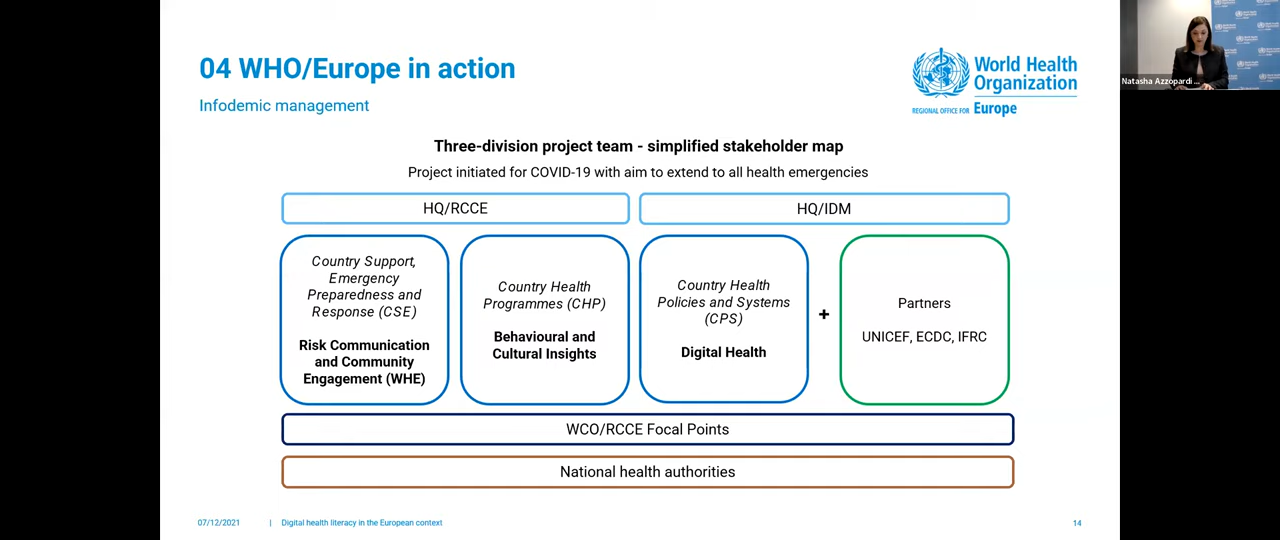 04 WHO/Europe in action
Infodemic management
World Health
Organization
REGIONAL OFFICE FOR Europe
Natasha Azzopardi ...
Three-division project team - simplified stakeholder map
Project initiated for COVID-19 with aim to extend to all health emergencies
HQ/RCCE
HQ/IDM
Country Support,
Emergency
Preparedness and
Response (CSE)
Risk Communication
and Community
Engagement (WHE)
Country Health
Programmes (CHP)
Behavioural and
Cultural Insights
Country Health
Policies and Systems
(CPS)
Digital Health
+
Partners
UNICEF, ECDC, IFRC
WCO/RCCE Focal Points
National health authorities
07/12/2021 | Digital health literacy in the European context
14